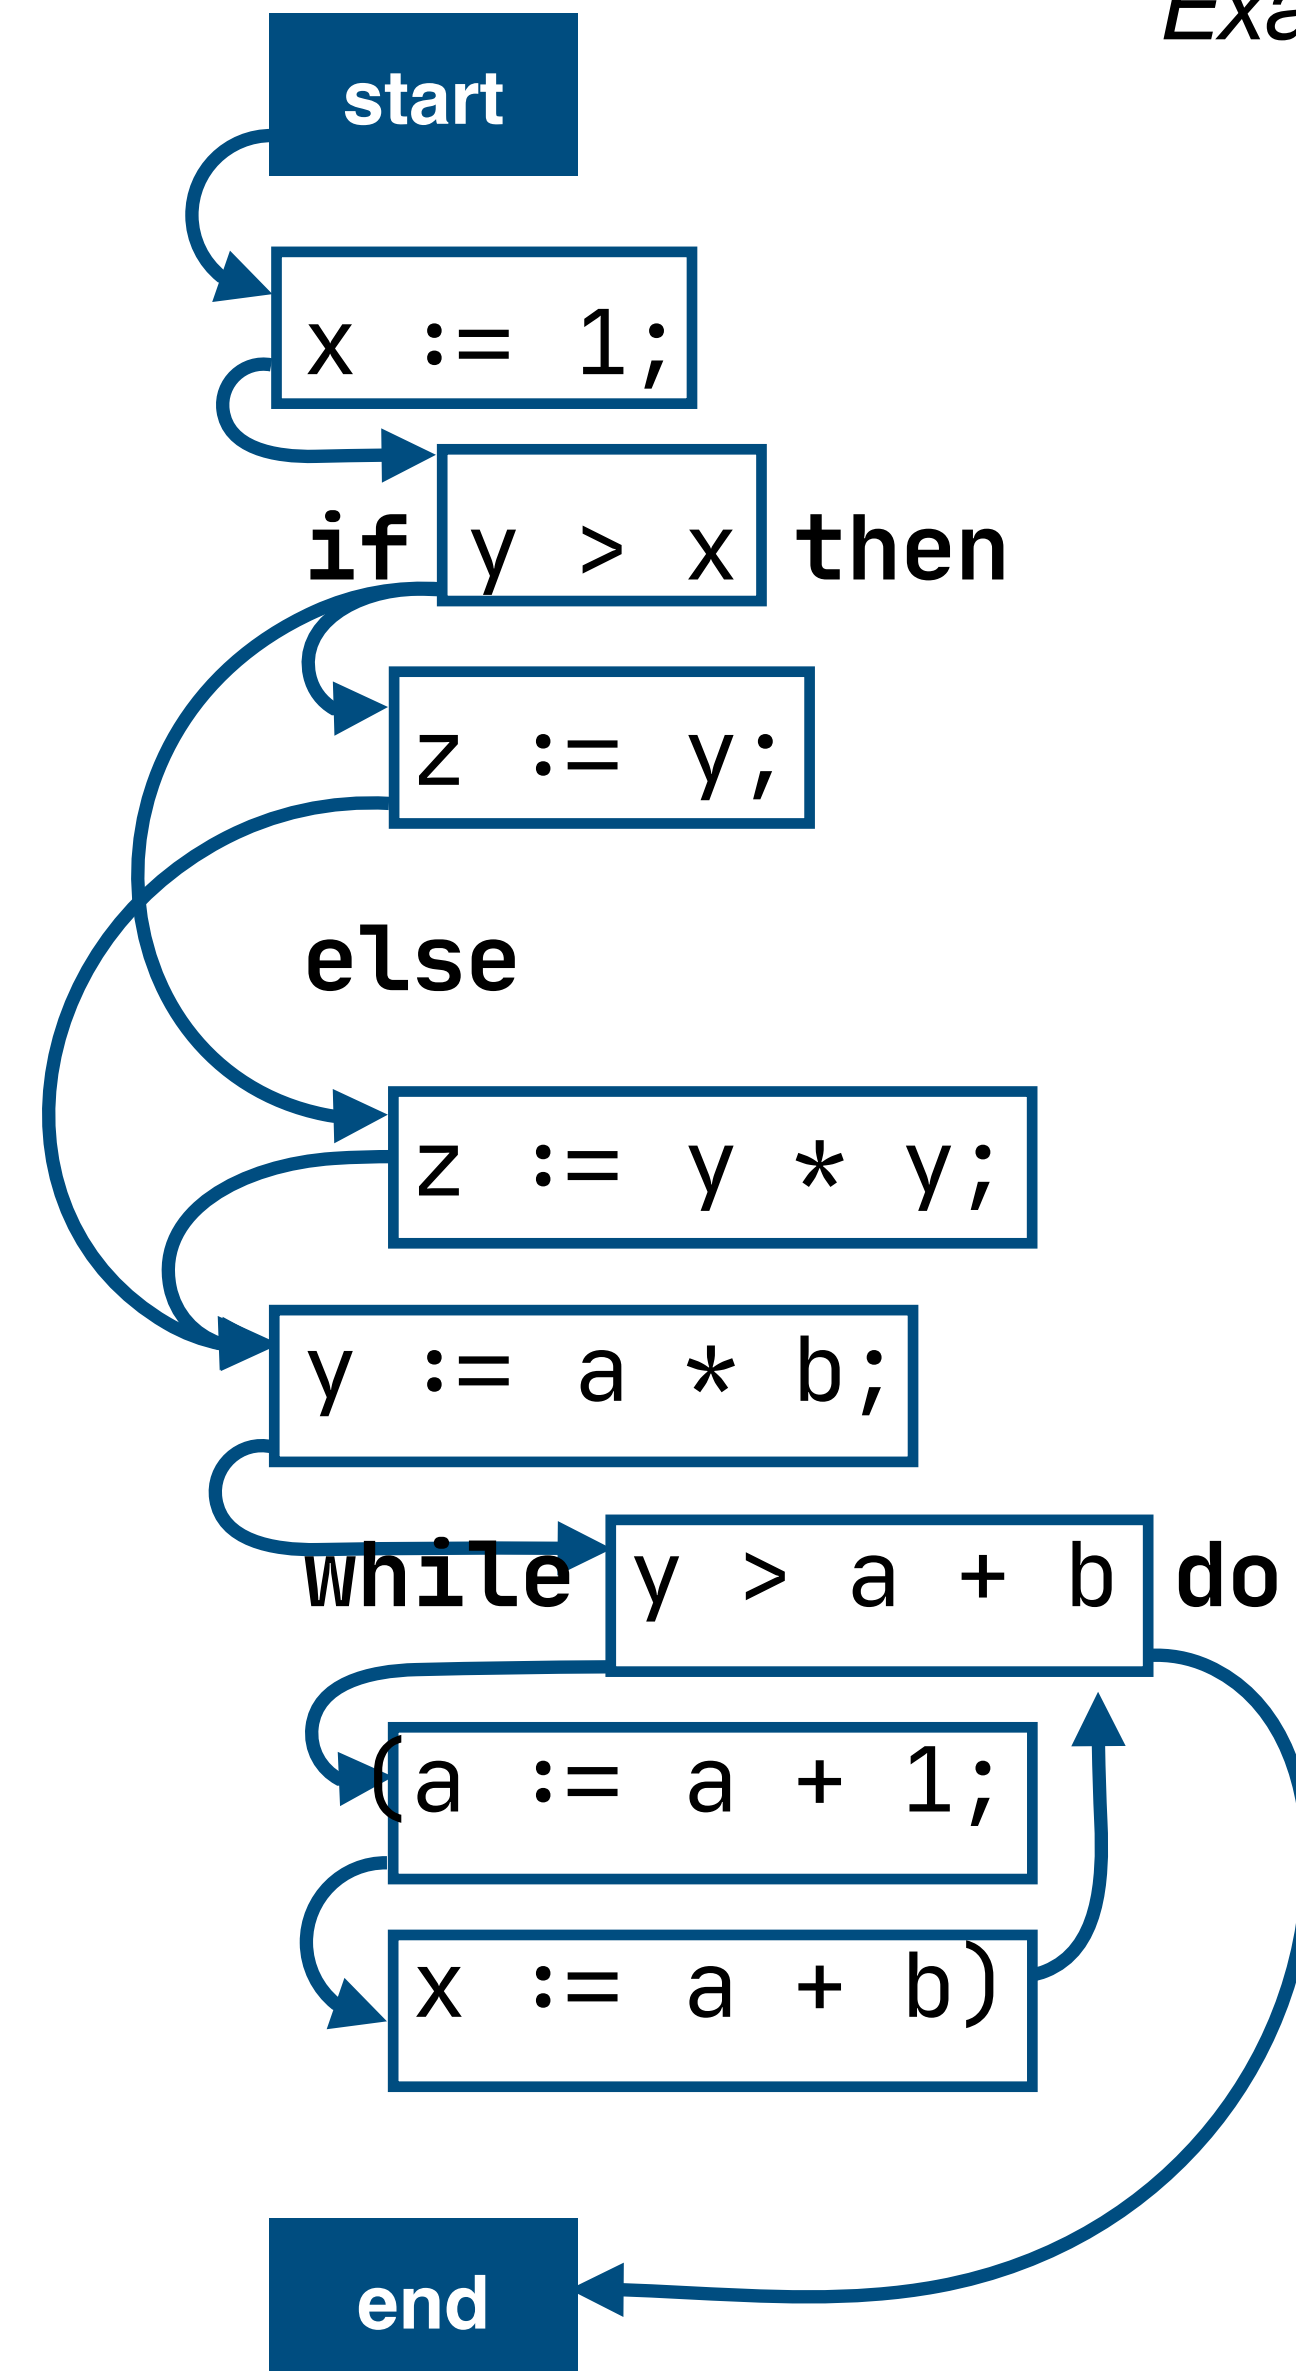 start
x := 1;
if y > x then
z := y;
else
z := y * y;
y := a * b;
while y > a + b do
(a := a + 1;
x := a + b)
end